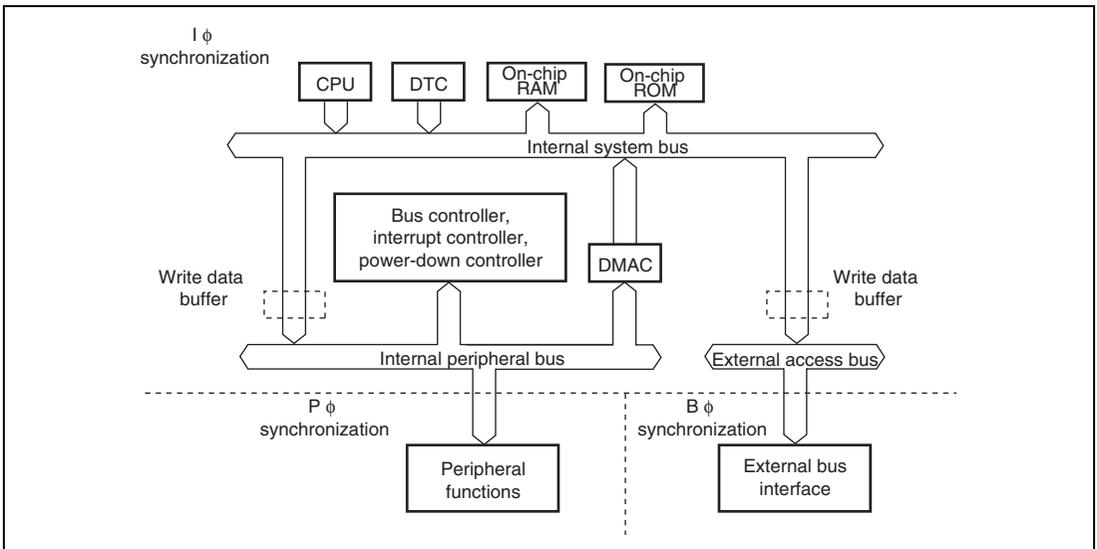 I ϕ
synchronization
CPU
DTC
On-chip
RAM
On-chip
ROM
Internal system bus
Bus controller,
interrupt controller,
power-down controller
DMAC
Write data
buffer
Write data
buffer
Internal peripheral bus
External access bus
P ϕ
synchronization
B ϕ
synchronization
Peripheral
functions
External bus
interface